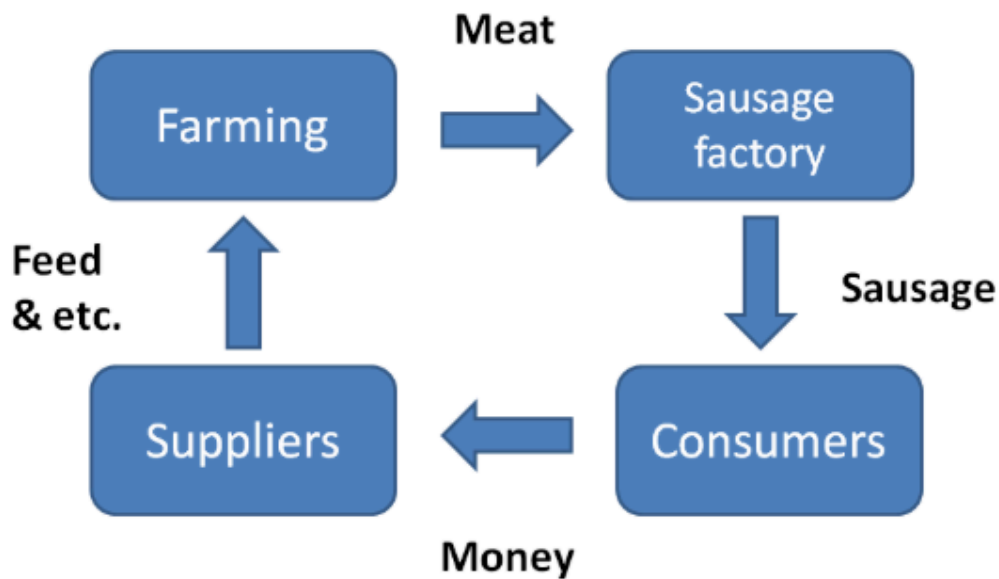 Meat
Farming
Sausage
factory
Feed
& etc.
Sausage
Suppliers
Consumers
Money